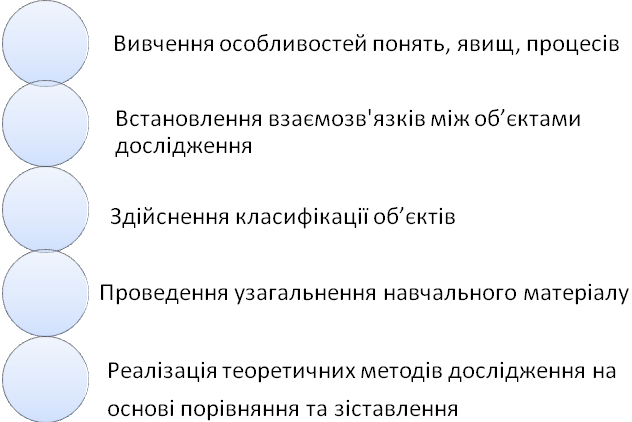 Вивчення особливостей понять, явищ, процесів
Встановлення взаємозв'язків між об’єктами
дослідження
Здійснення класифікації об’єктів
Проведення узагальнення навчального матеріалу
Реалізація теоретичних методів дослідження на
основі порівняння та зіставлення